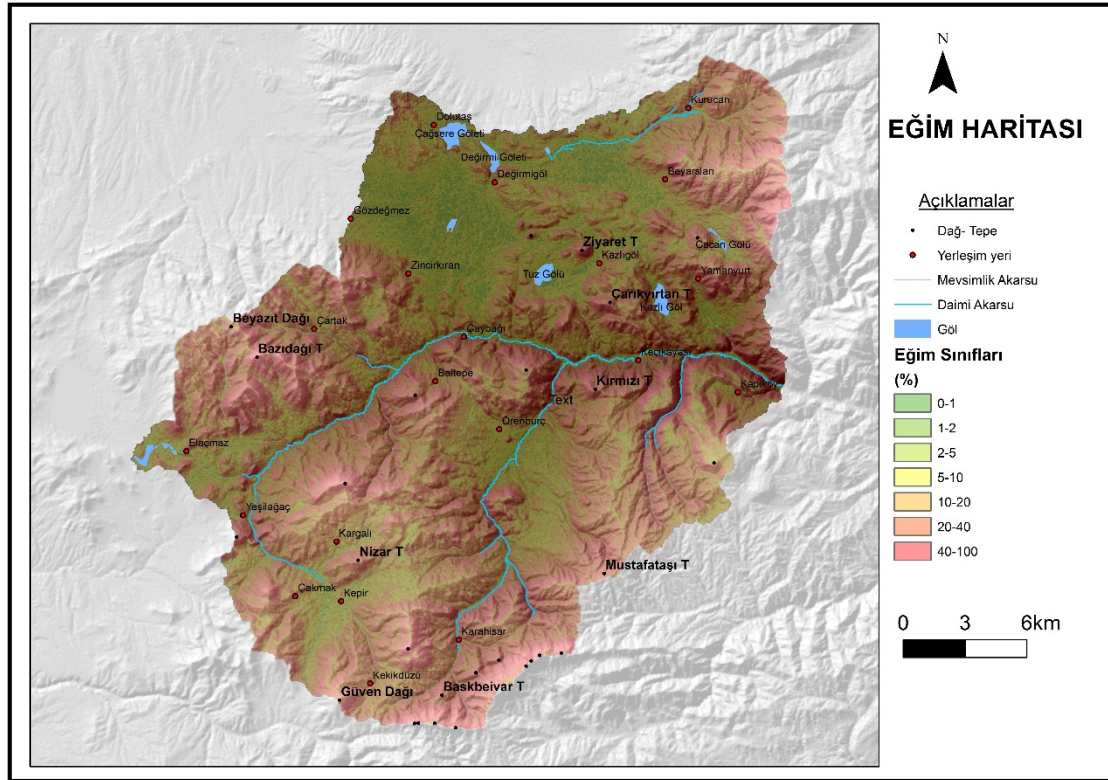 N
EĞİM HARİTASI
Açıklamalar
Dağ- Tepe
Yerleşim yeri
Mevsimlik Akarsu
Daimi Akarsu
Göl
Eğim Sınıfları
(%)
0-1
1-2
2-5
5-10
10-20
20-40
40-100
0 3 6km
Kurucan
Dolutaş
Çağsere Göleti
Değirmi Göleti
Değirmigöl
Beyarslan
Gözdeğmez
Ziyaret T
Cacan Gölü
Kazlıgöl
Zincirkıran
Tuz Gölü
Yamanyurt
Çarıkyırtan T
Kazlı Göl
Beyazıt Dağı
Çartak
Çaybağı
Bazıdağı T
Keçikayası
Baltepe
Kırmızı T
Kapıköy
Text
Örenburç
Elaçmaz
Yeşilağaç
Kargalı
Nizar T
Mustafataşı T
Çakmak
Kepir
Karahisar
Kekikdüzü
Güven Dağı
Baskbeivar T